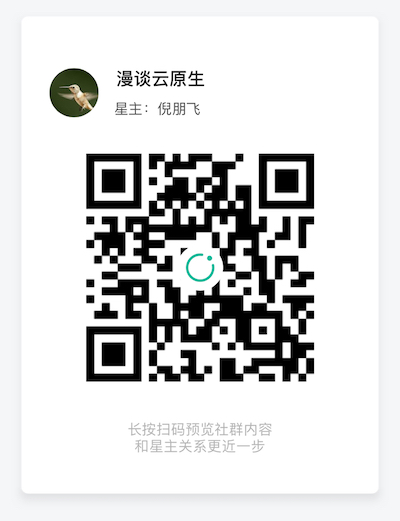 漫谈云原生
星主：倪朋飞
长按扫码预览社群内容
和星主关系更近一步